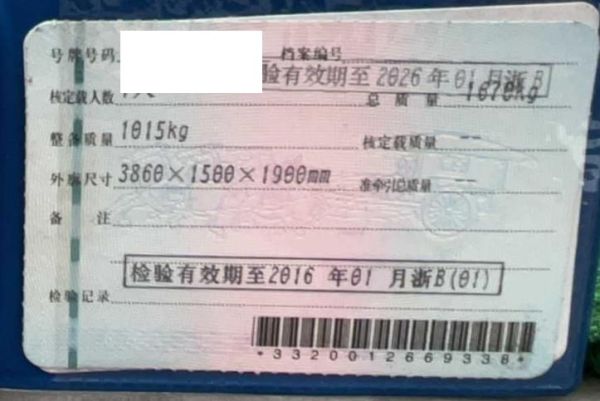 号牌号码 档案编号
检验有效期至2026年01月浙B
核定载人数 总质量 1670kg
整备质量 1015kg 核定载质量 --
外廓尺寸 3860×1500×1900mm 准牵引总质量 --
备注
检验有效期至2016年01月浙B(01)
检验记录
*3320012669338*